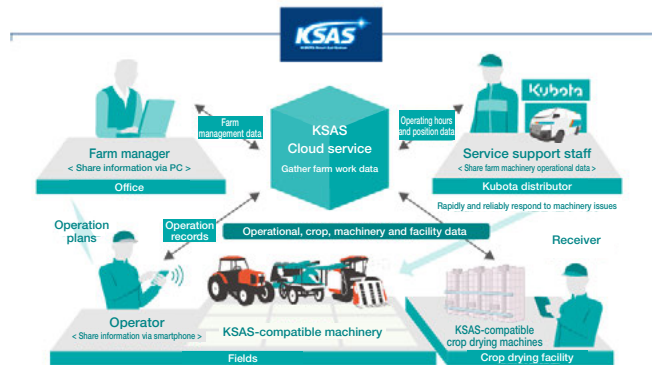 KSAS
Farm
management data
KSAS
Cloud service
Gather farm work data
Operating hours
and position data
Kubota
Farm manager
< Share information via PC >
Office
Service support staff
< Share farm machinery operational data >
Kubota distributor
Rapidly and reliably respond to machinery issues
Operation
plans
Operation
records
Operational, crop, machinery and facility data
Receiver
Operator
< Share information via smartphone >
KSAS-compatible machinery
Fields
KSAS-compatible
crop drying machines
Crop drying facility